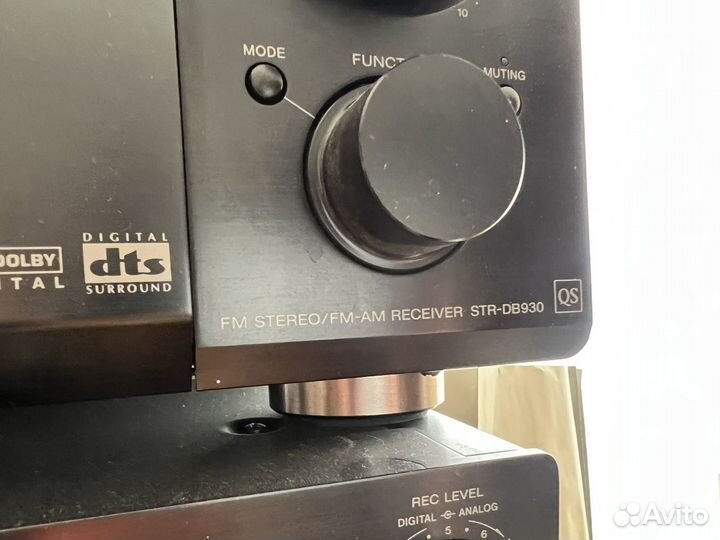 10
MODE
FUNCT
MUTING
DOLBY
ITAL
DIGITAL
dts
SURROUND
FM STEREO/FM-AM RECEIVER STR-DB930
QS
REC LEVEL
DIGITAL ANALOG
5 6
Avito